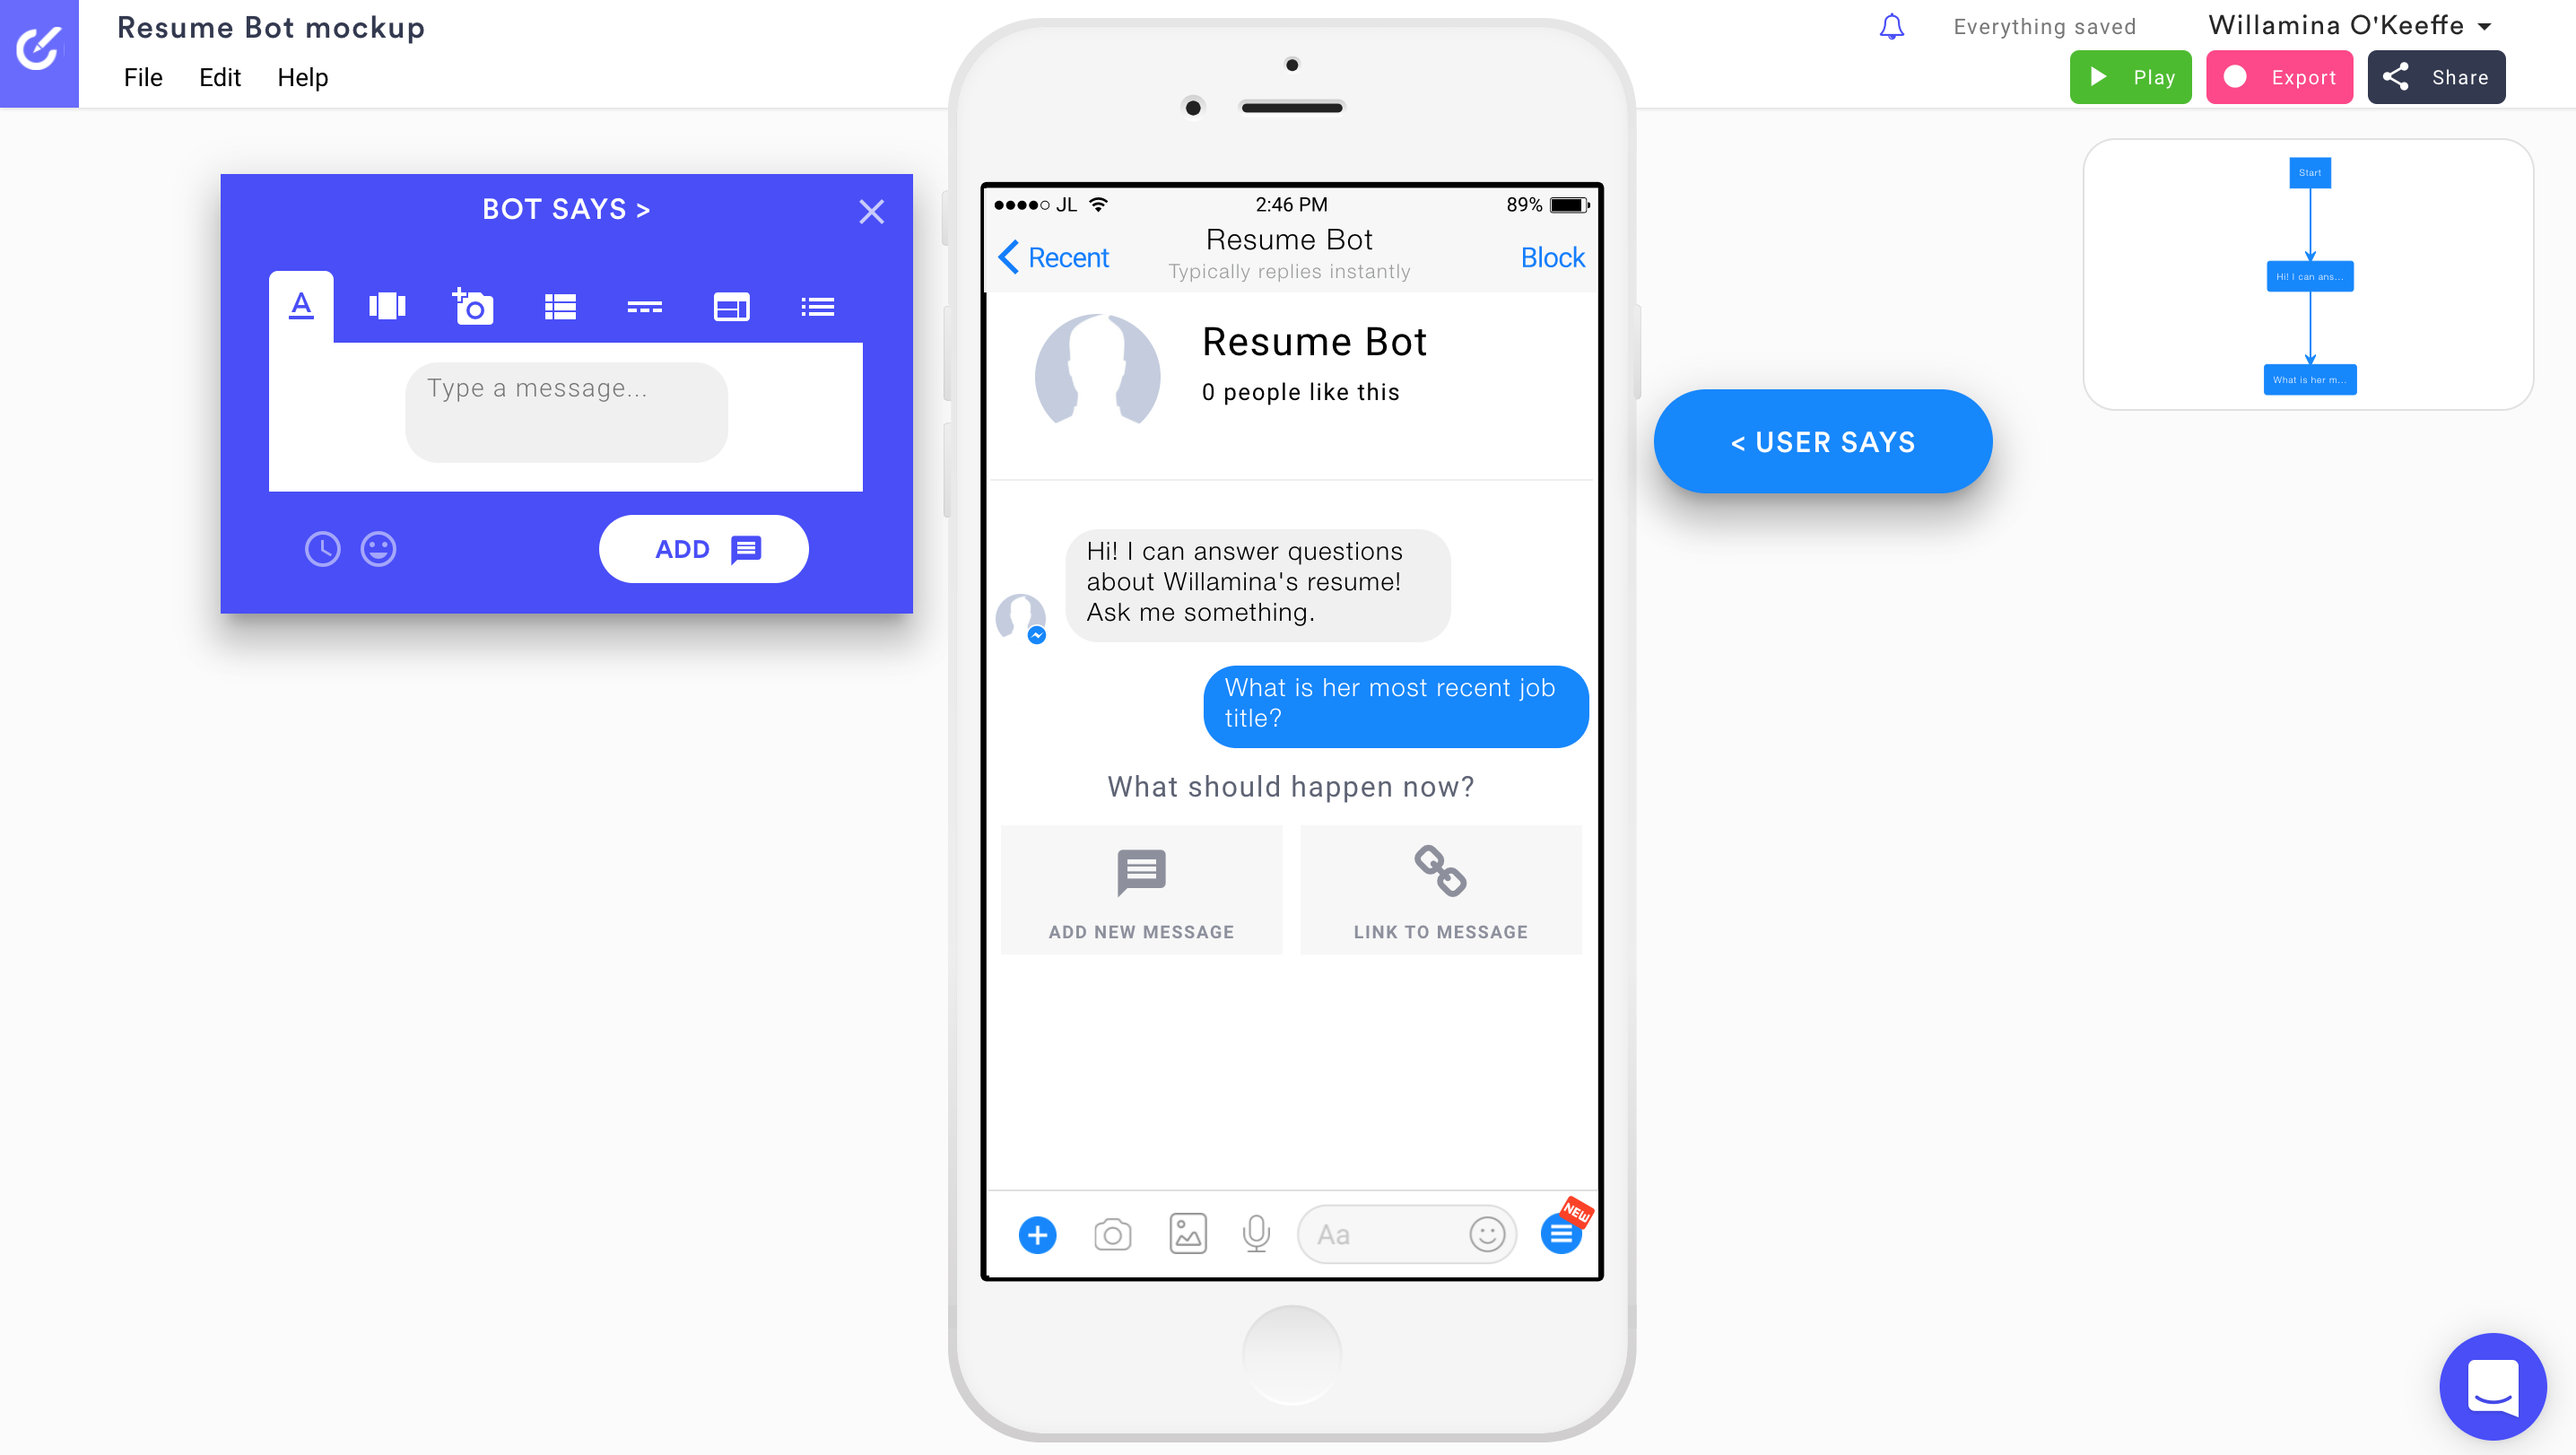 Resume Bot mockup
File Edit Help
Everything saved
Willamina O'Keeffe
Play Export Share
BOT SAYS >
A
Type a message...
ADD
JL 2:46 PM 89%
Recent Resume Bot Block
Typically replies instantly
Resume Bot
0 people like this
Hi! I can answer questions
about Willamina's resume!
Ask me something.
What is her most recent job
title?
What should happen now?
ADD NEW MESSAGE
LINK TO MESSAGE
Aa
NEW
< USER SAYS
Start
Hi! I can ans...
What is her m...